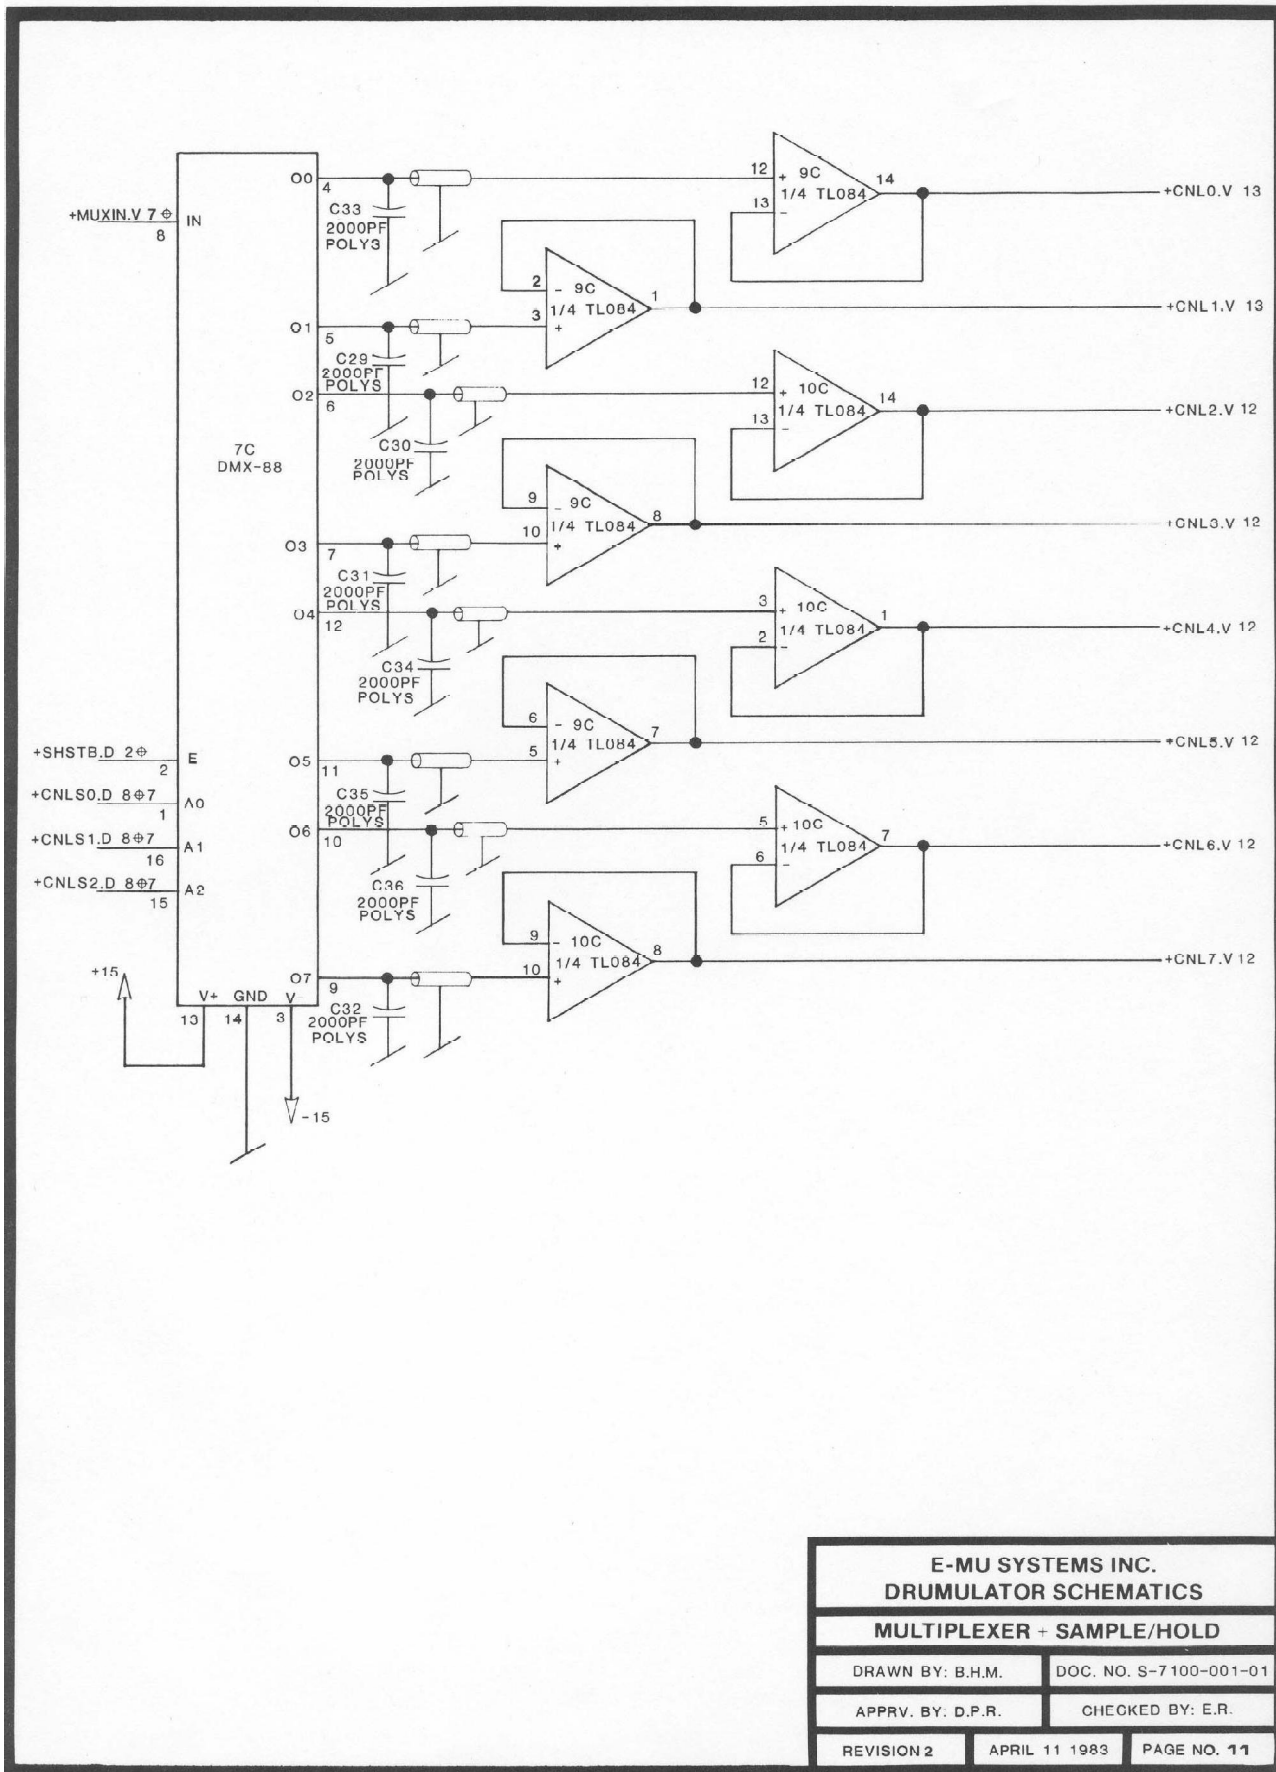 O0
4
12
+
9C
14
1/4 TL084
13
-
+CNL0.V 13
+MUXIN.V 7
IN
8
C33
2000PF
POLY3
2
-
9C
1
1/4 TL084
3
+
+CNL1.V 13
O1
5
C29
2000PF
POLYS
O2
6
12
+
10C
14
1/4 TL084
13
-
+CNL2.V 12
7C
DMX-88
C30
2000PF
POLYS
9
-
9C
8
1/4 TL084
10
+
+CNL3.V 12
O3
7
C31
2000PF
POLYS
O4
12
3
+
10C
1
1/4 TL084
2
-
+CNL4.V 12
C34
2000PF
POLYS
6
-
9C
7
1/4 TL084
5
+
+CNL5.V 12
+SHSTB.D 2
2
E
O5
11
C35
2000PF
POLYS
+CNLS0.D 8 7
1
A0
O6
10
5
+
10C
7
1/4 TL084
6
-
+CNL6.V 12
+CNLS1.D 8 7
16
A1
+CNLS2.D 8 7
15
A2
C36
2000PF
POLYS
9
-
10C
8
1/4 TL084
10
+
+CNL7.V 12
O7
9
C32
2000PF
POLYS
+15
V+ GND V
13 14 3
-15
E-MU SYSTEMS INC.
DRUMULATOR SCHEMATICS
MULTIPLEXER + SAMPLE/HOLD
DRAWN BY: B.H.M.
DOC. NO. S-7100-001-01
APPRV. BY: D.P.R.
CHECKED BY: E.R.
REVISION 2
APRIL 11 1983
PAGE NO. 11